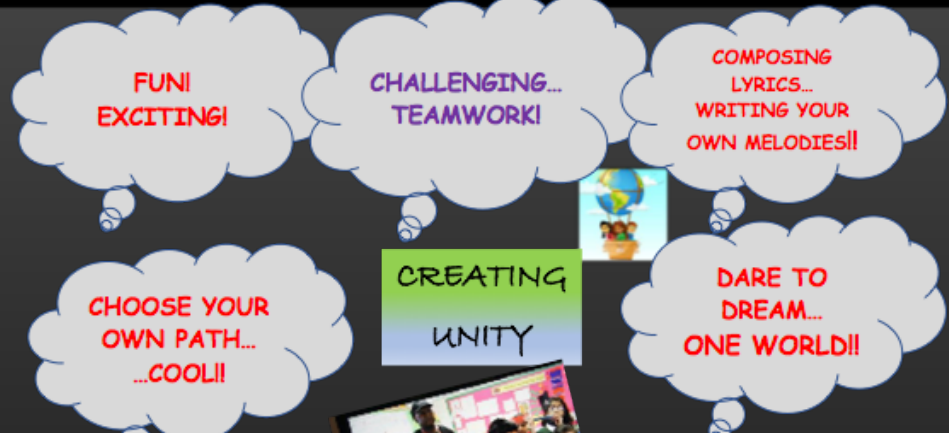 FUN!
EXCITING!
CHALLENGING...
TEAMWORK!
COMPOSING
LYRICS...
WRITING YOUR
OWN MELODIES!!
CREATING
UNITY
CHOOSE YOUR
OWN PATH...
...COOL!!
DARE TO
DREAM...
ONE WORLD!!